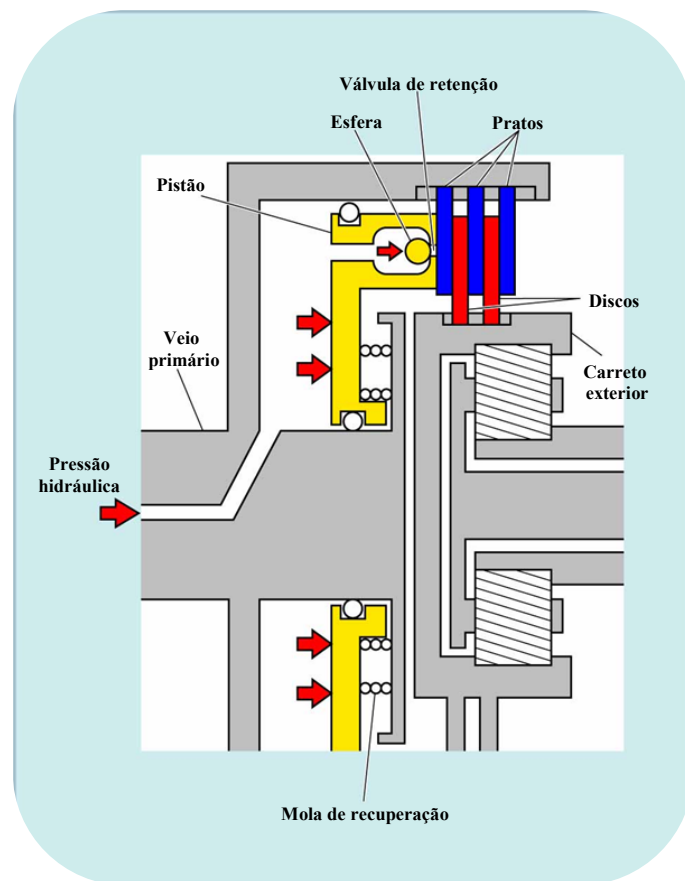 Válvula de retenção
Esfera
Pratos
Pistão
Discos
Veio
primário
Carreto
exterior
Pressão
hidráulica
Mola de recuperação